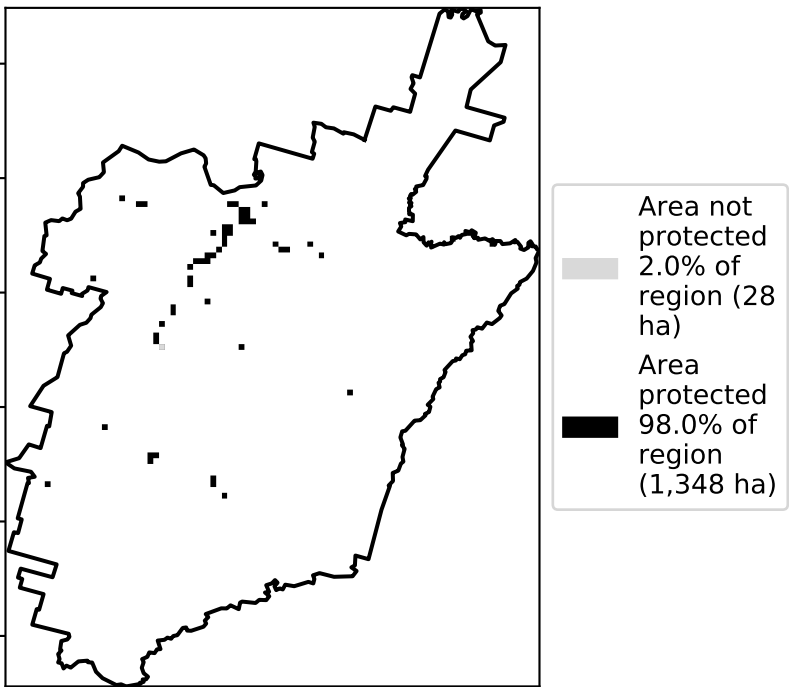 Area not
protected
2.0% of
region (28
ha)
Area
protected
98.0% of
region
(1,348 ha)